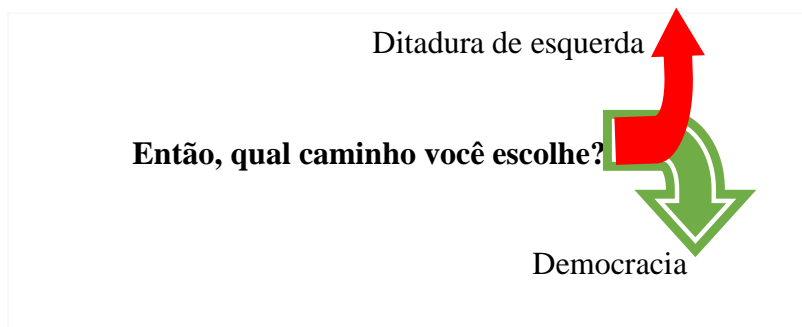 Ditadura de esquerda
Então, qual caminho você escolhe?
Democracia